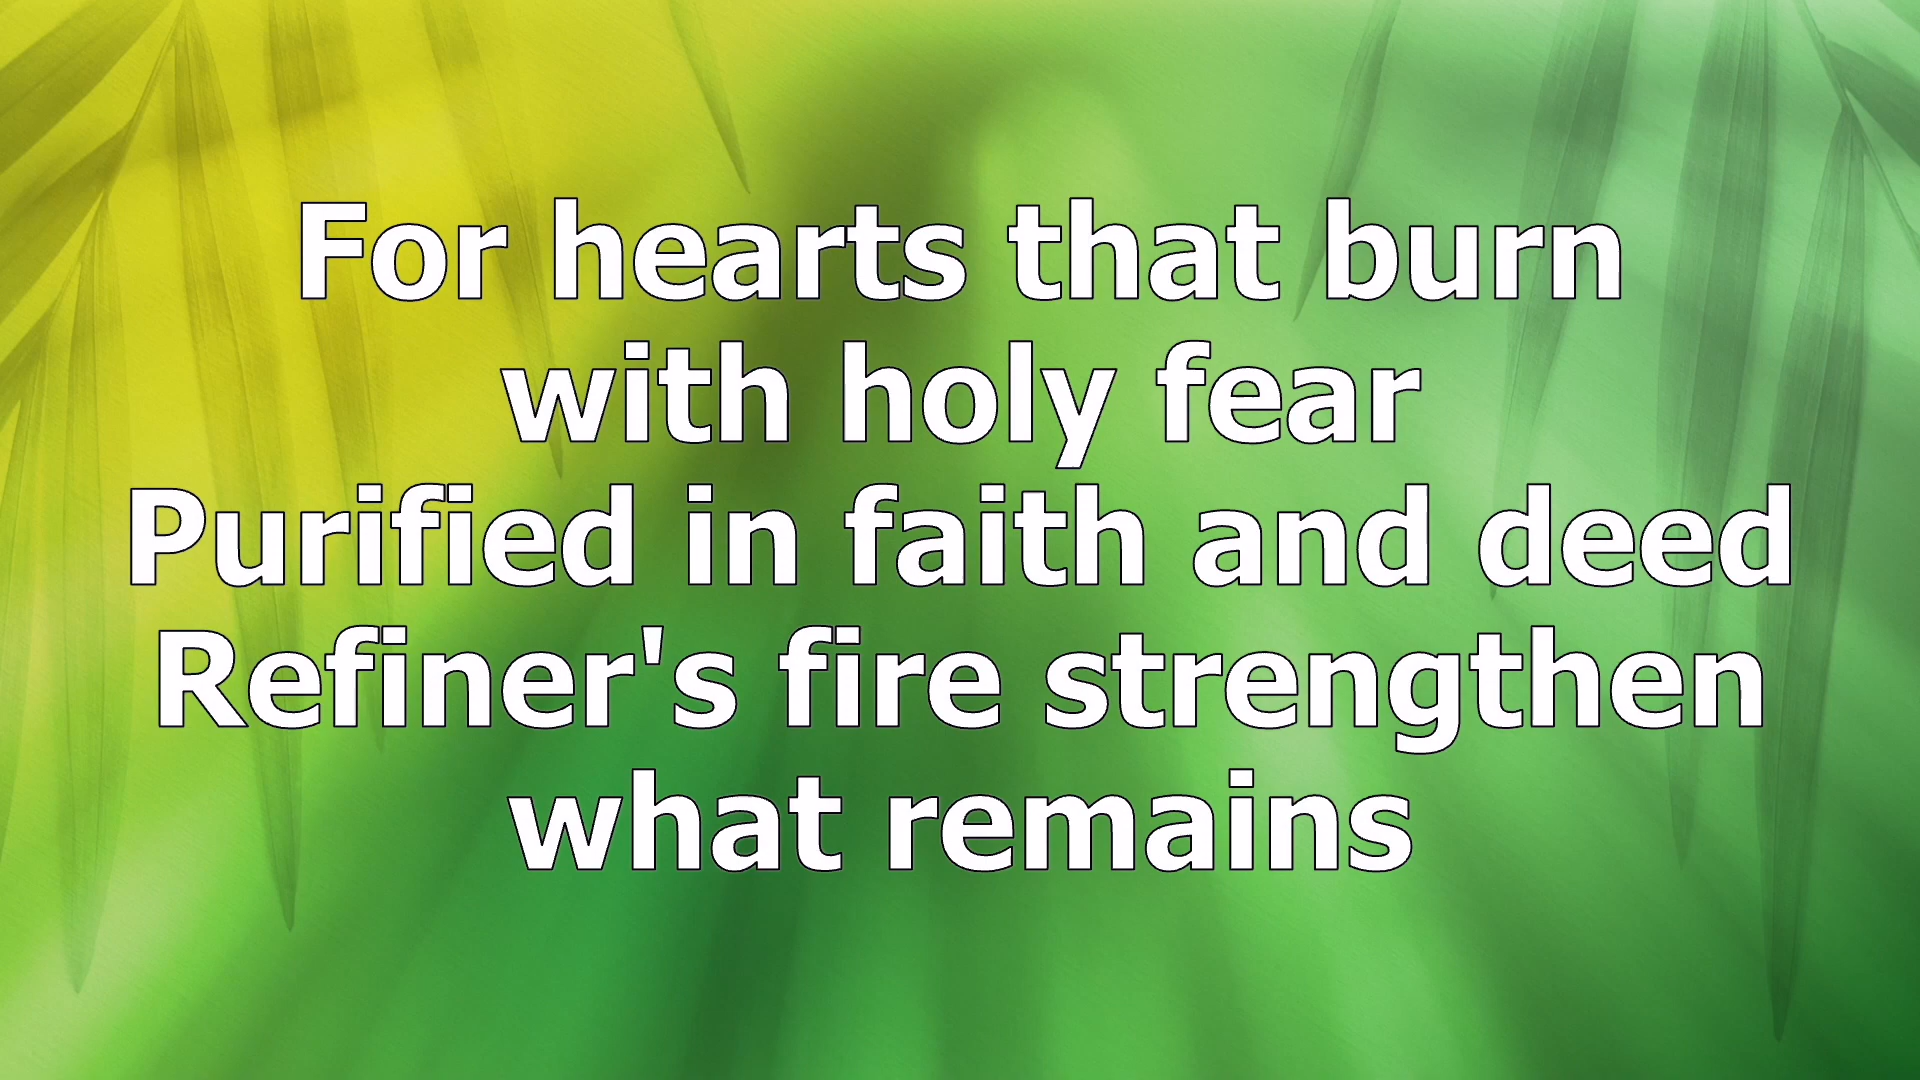 For hearts that burn
with holy fear
Purified in faith and deed
Refiner's fire strengthen
what remains